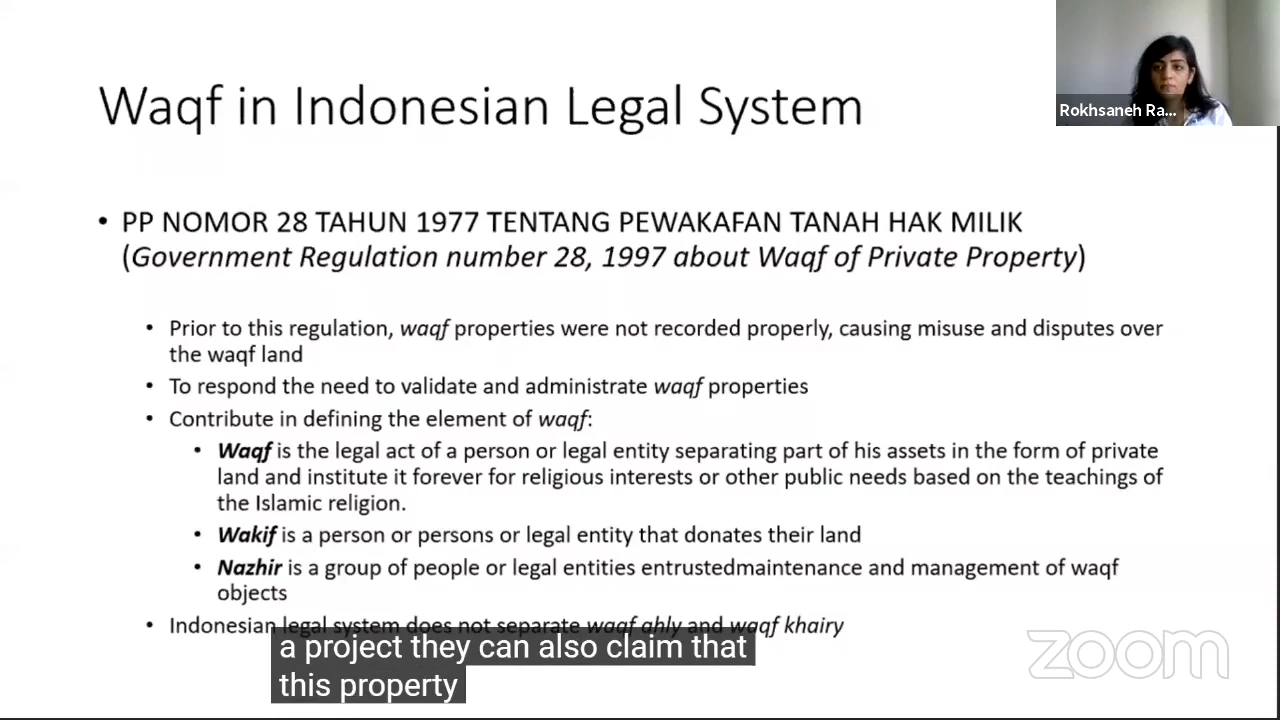 Waqf in Indonesian Legal System
Rokhsaneh Ra...
• PP NOMOR 28 TAHUN 1977 TENTANG PEWAKAFAN TANAH HAK MILIK
(Government Regulation number 28, 1997 about Waqf of Private Property)
• Prior to this regulation, waqf properties were not recorded properly, causing misuse and disputes over
the waqf land
• To respond the need to validate and administrate waqf properties
• Contribute in defining the element of waqf:
• Waqf is the legal act of a person or legal entity separating part of his assets in the form of private
land and institute it forever for religious interests or other public needs based on the teachings of
the Islamic religion.
• Wakif is a person or persons or legal entity that donates their land
• Nazhir is a group of people or legal entities entrustedmaintenance and management of waqf
objects
• Indonesian legal system does not separate waqf ahly and waqf khairy
a project they can also claim that
this property
zoom